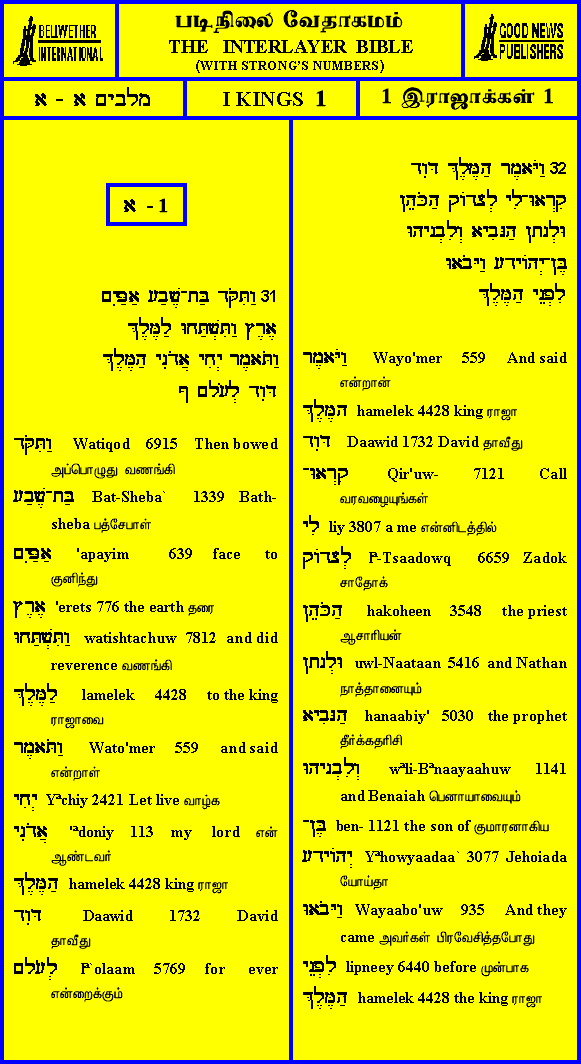 BELLWETHER
INTERNATIONAL
படிநிலை வேதாகமம்
THE INTERLAYER BIBLE
(WITH STRONG'S NUMBERS)
GOOD NEWS
PUBLISHERS
מלכים א - א
I KINGS 1
1 இராஜாக்கள் 1
א - 1
31 וַתִּקֹּד בַּת־שֶׁבַע אַפַּיִם
אֶרֶץ וַתִּשְׁתַּחוּ לַמֶּלֶךְ
וַתֹּאמֶר יְחִי אֲדֹנִי הַמֶּלֶךְ
דָּוִד לְעֹלָם ף
וַתִּקֹּד Watiqod 6915 Then bowed
அப்பொழுது வணங்கி
בַּת־שֶׁבַע Bat-Sheba` 1339 Bath-
sheba பத்சேபாள்
אַפַּיִם 'apayim 639 face to
குனிந்து
אֶרֶץ 'erets 776 the earth தரை
וַתִּשְׁתַּחוּ watishtachuw 7812 and did
reverence வணங்கி
לַמֶּלֶךְ lamelek 4428 to the king
ராஜாவை
וַתֹּאמֶר Wato'mer 559 and said
என்றாள்
יְחִי Yªchiy 2421 Let live வாழ்க
אֲדֹנִי 'ªdoniy 113 my lord என்
ஆண்டவர்
הַמֶּלֶךְ hamelek 4428 king ராஜா
דָּוִד Daawid 1732 David
தாவீது
לְעֹלָם lª`olaam 5769 for ever
என்றைக்கும்
32 וַיֹּאמֶר הַמֶּלֶךְ דָּוִד
קִרְאוּ־לִי לְצָדוֹק הַכֹּהֵן
וּלְנָתָן הַנָּבִיא וְלִבְנָיָהוּ
בֶּן־יְהוֹיָדָע וַיָּבֹאוּ
לִפְנֵי הַמֶּלֶךְ
וַיֹּאמֶר Wayo'mer 559 And said
என்றான்
הַמֶּלֶךְ hamelek 4428 king ராஜா
דָּוִד Daawid 1732 David தாவீது
קִרְאוּ־ Qir'uw- 7121 Call
வரவழையுங்கள்
לִי liy 3807 a me என்னிடத்தில்
לְצָדוֹק lª-Tsaadowq 6659 Zadok
சாதோக்
הַכֹּהֵן hakoheen 3548 the priest
ஆசாரியன்
וּלְנָתָן uwl-Naataan 5416 and Nathan
நாத்தானையும்
הַנָּבִיא hanaabiy' 5030 the prophet
தீர்க்கதரிசி
וְלִבְנָיָהוּ wªli-Bªnaayaahuw 1141
and Benaiah பெனாயாவையும்
בֶּן־ ben- 1121 the son of குமாரனாகிய
יְהוֹיָדָע Yªhowyaadaa` 3077 Jehoiada
யோய்தா
וַיָּבֹאוּ Wayaabo'uw 935 And they
came அவர்கள் பிரவேசித்தபோது
לִפְנֵי lipneey 6440 before முன்பாக
הַמֶּלֶךְ hamelek 4428 the king ராஜா